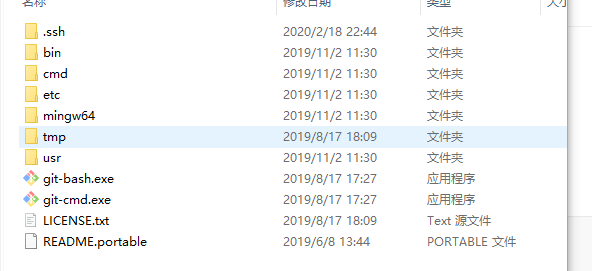 名称 修改日期 类型 大小
.ssh 2020/2/18 22:44 文件夹
bin 2019/11/2 11:30 文件夹
cmd 2019/11/2 11:30 文件夹
etc 2019/11/2 11:30 文件夹
mingw64 2019/11/2 11:30 文件夹
tmp 2019/8/17 18:09 文件夹
usr 2019/11/2 11:30 文件夹
git-bash.exe 2019/8/17 17:27 应用程序
git-cmd.exe 2019/8/17 17:27 应用程序
LICENSE.txt 2019/8/17 18:09 Text 源文件
README.portable 2019/6/8 13:44 PORTABLE 文件